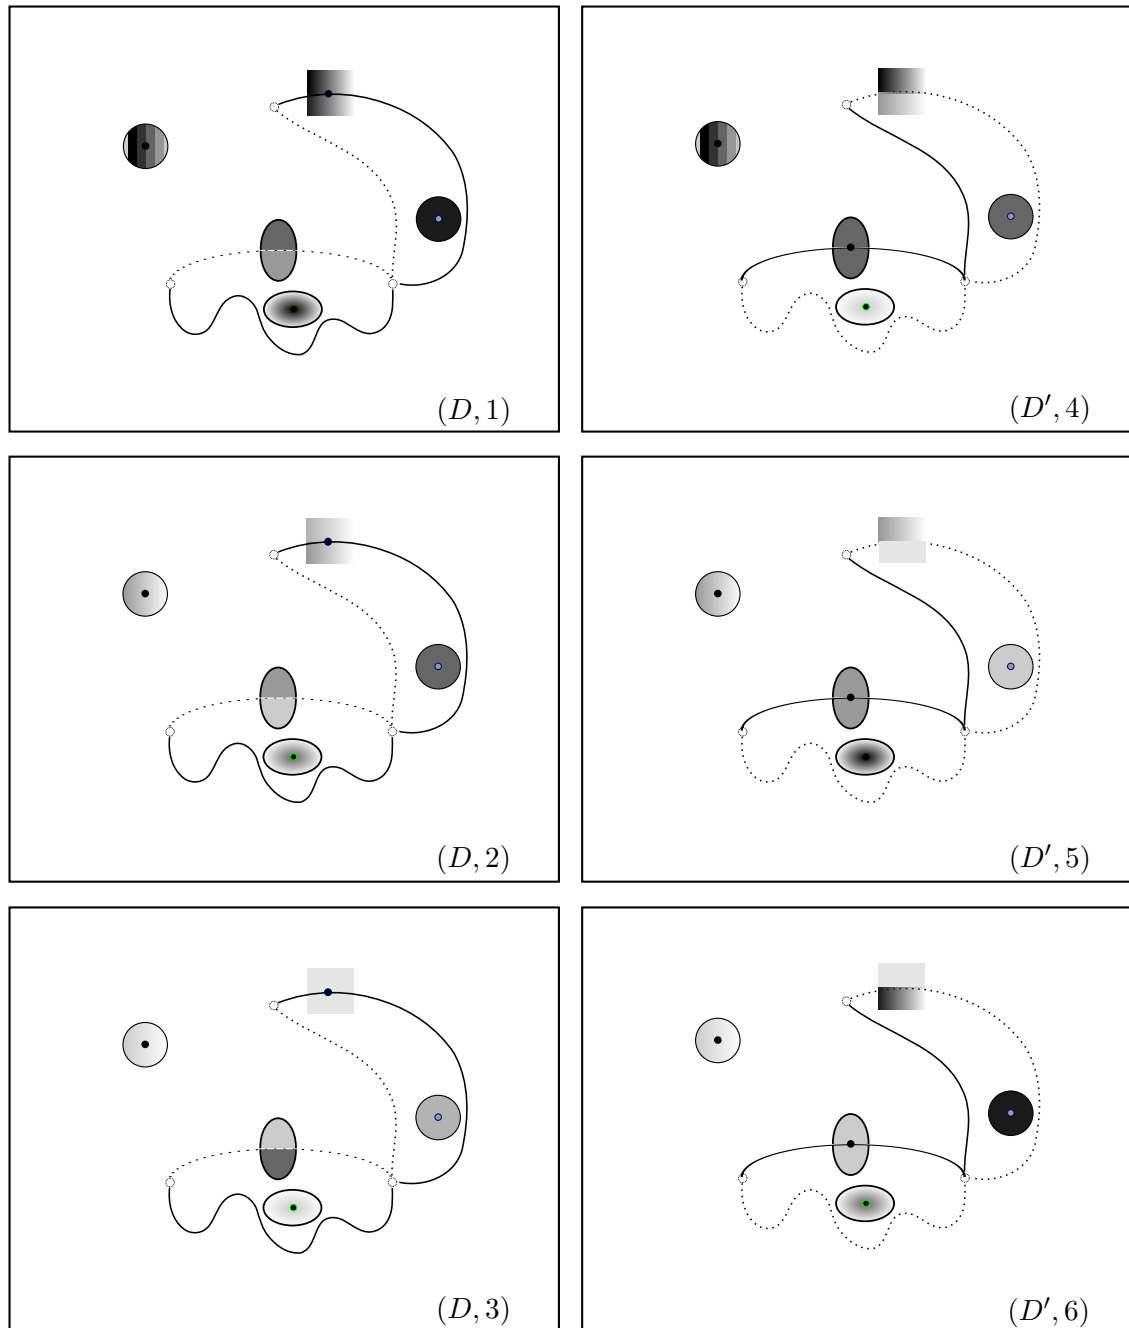 (D, 1)
(D′, 4)
(D, 2)
(D′, 5)
(D, 3)
(D′, 6)